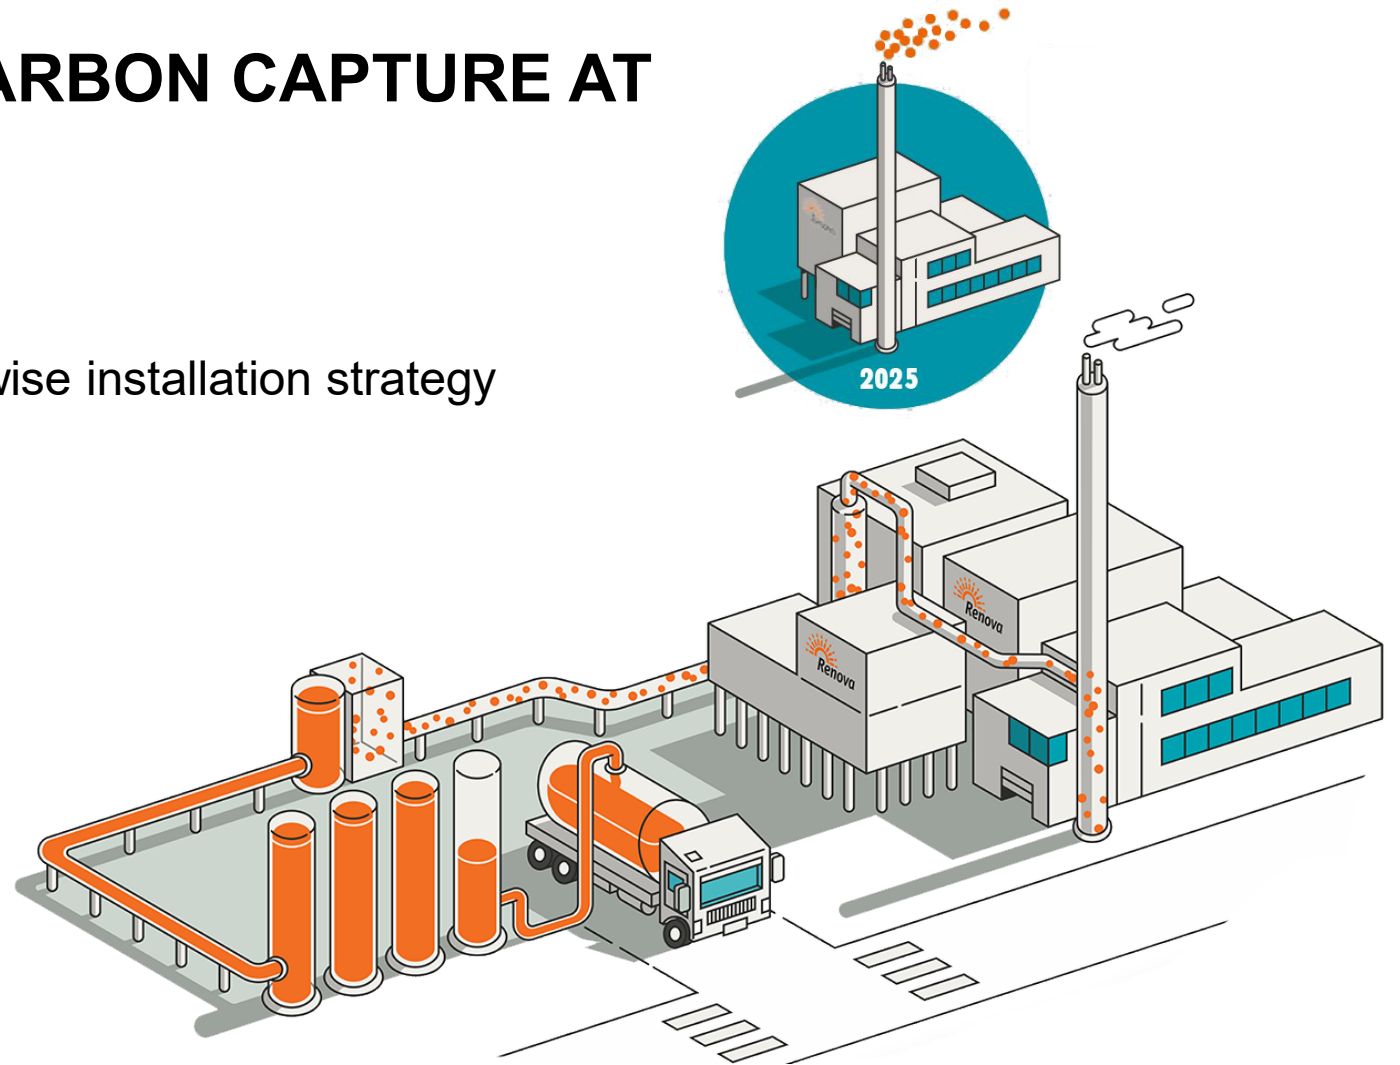 ARBON CAPTURE AT
wise installation strategy
2025
Renova
Renova